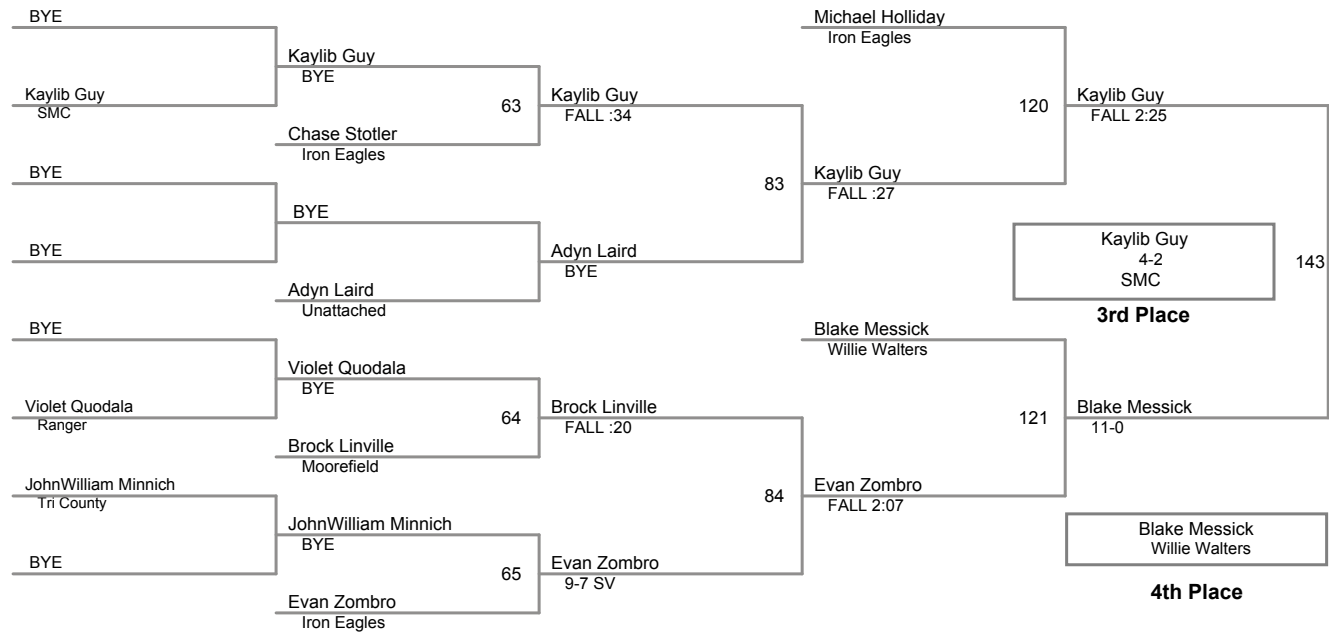 BYE
Kaylib Guy
SMC
BYE
BYE
BYE
Violet Quodala
Ranger
JohnWilliam Minnich
Tri County
BYE
Kaylib Guy
BYE
Chase Stotler
Iron Eagles
BYE
Adyn Laird
Unattached
Violet Quodala
BYE
Brock Linville
Moorefield
JohnWilliam Minnich
BYE
Evan Zombro
Iron Eagles
63
64
65
Kaylib Guy
FALL :34
Adyn Laird
BYE
Brock Linville
FALL :20
Evan Zombro
9-7 SV
83
84
Michael Holliday
Iron Eagles
Kaylib Guy
FALL :27
Blake Messick
Willie Walters
Evan Zombro
FALL 2:07
120
121
Kaylib Guy
FALL 2:25
Blake Messick
11-0
143
Kaylib Guy
4-2
SMC
3rd Place
Blake Messick
Willie Walters
4th Place